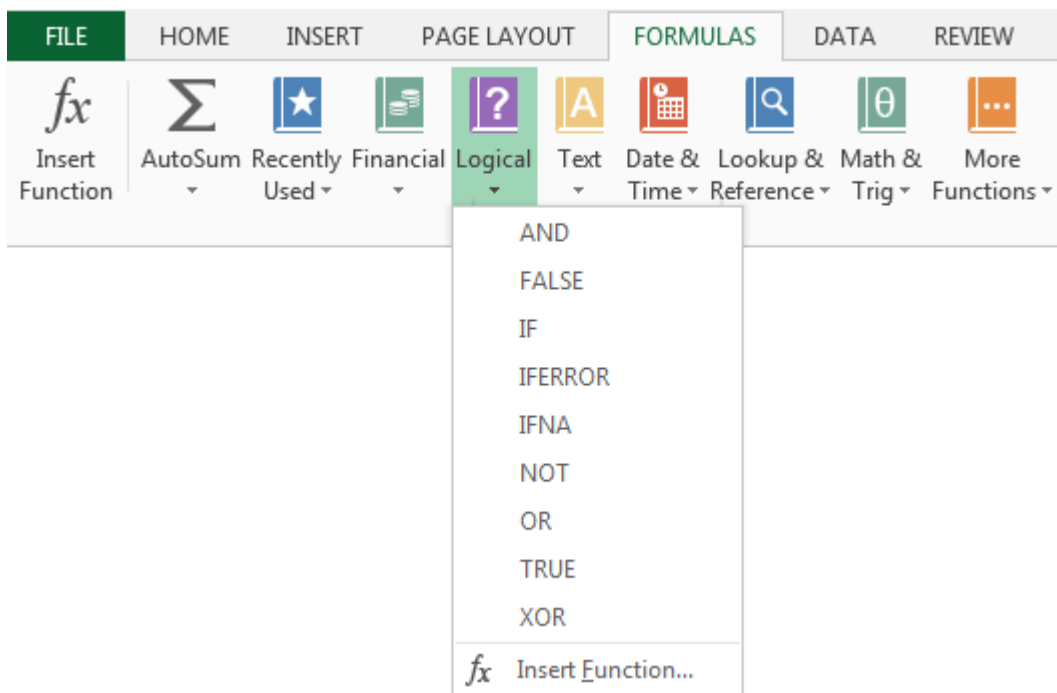 FILE HOME INSERT PAGE LAYOUT FORMULAS DATA REVIEW
fx Σ ? A θ ...
Insert AutoSum Recently Financial Logical Text Date & Lookup & Math & More
Function Used Time Reference Trig Functions
AND
FALSE
IF
IFERROR
IFNA
NOT
OR
TRUE
XOR
fx Insert Function...